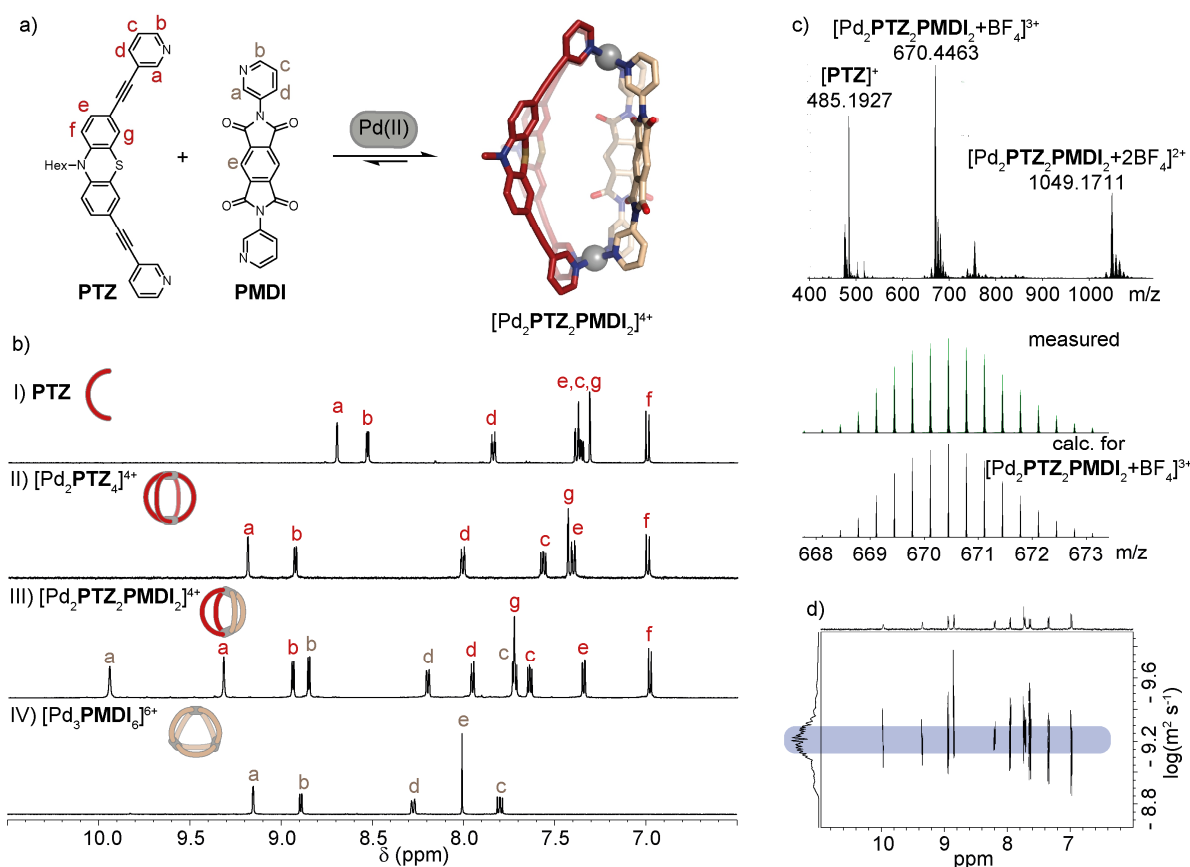 a)
c
b
d
N
a
e
f
g
Hex
N
S
N
PTZ
+
b
N
c
a
d
N
O
O
e
O
O
N
N
PMDI
Pd(II)
[Pd₂PTZ₂PMDI₂]⁴⁺
b)
I) PTZ
a
b
d
e,c,g
f
II) [Pd₂PTZ₄]⁴⁺
a
b
d
c
g
e
f
III) [Pd₂PTZ₂PMDI₂]⁴⁺
a
a
b
b
d
d
c
g
c
e
f
IV) [Pd₃PMDI₆]⁶⁺
a
b
d
e
c
10.0 9.5 9.0 8.5 8.0 7.5 7.0
δ (ppm)
c)
[Pd₂PTZ₂PMDI₂+BF₄]³⁺
670.4463
[PTZ]⁺
485.1927
[Pd₂PTZ₂PMDI₂+2BF₄]²⁺
1049.1711
400 500 600 700 800 900 1000 m/z
measured
calc. for
[Pd₂PTZ₂PMDI₂+BF₄]³⁺
668 669 670 671 672 673 m/z
d)
- 9.6
- 9.2
- 8.8
log(m² s⁻¹)
10 9 8 7
ppm